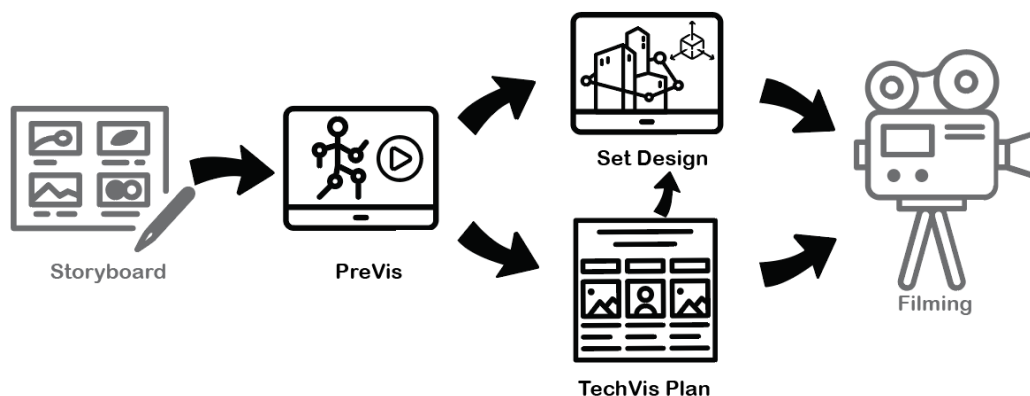 Storyboard
PreVis
Set Design
TechVis Plan
Filming